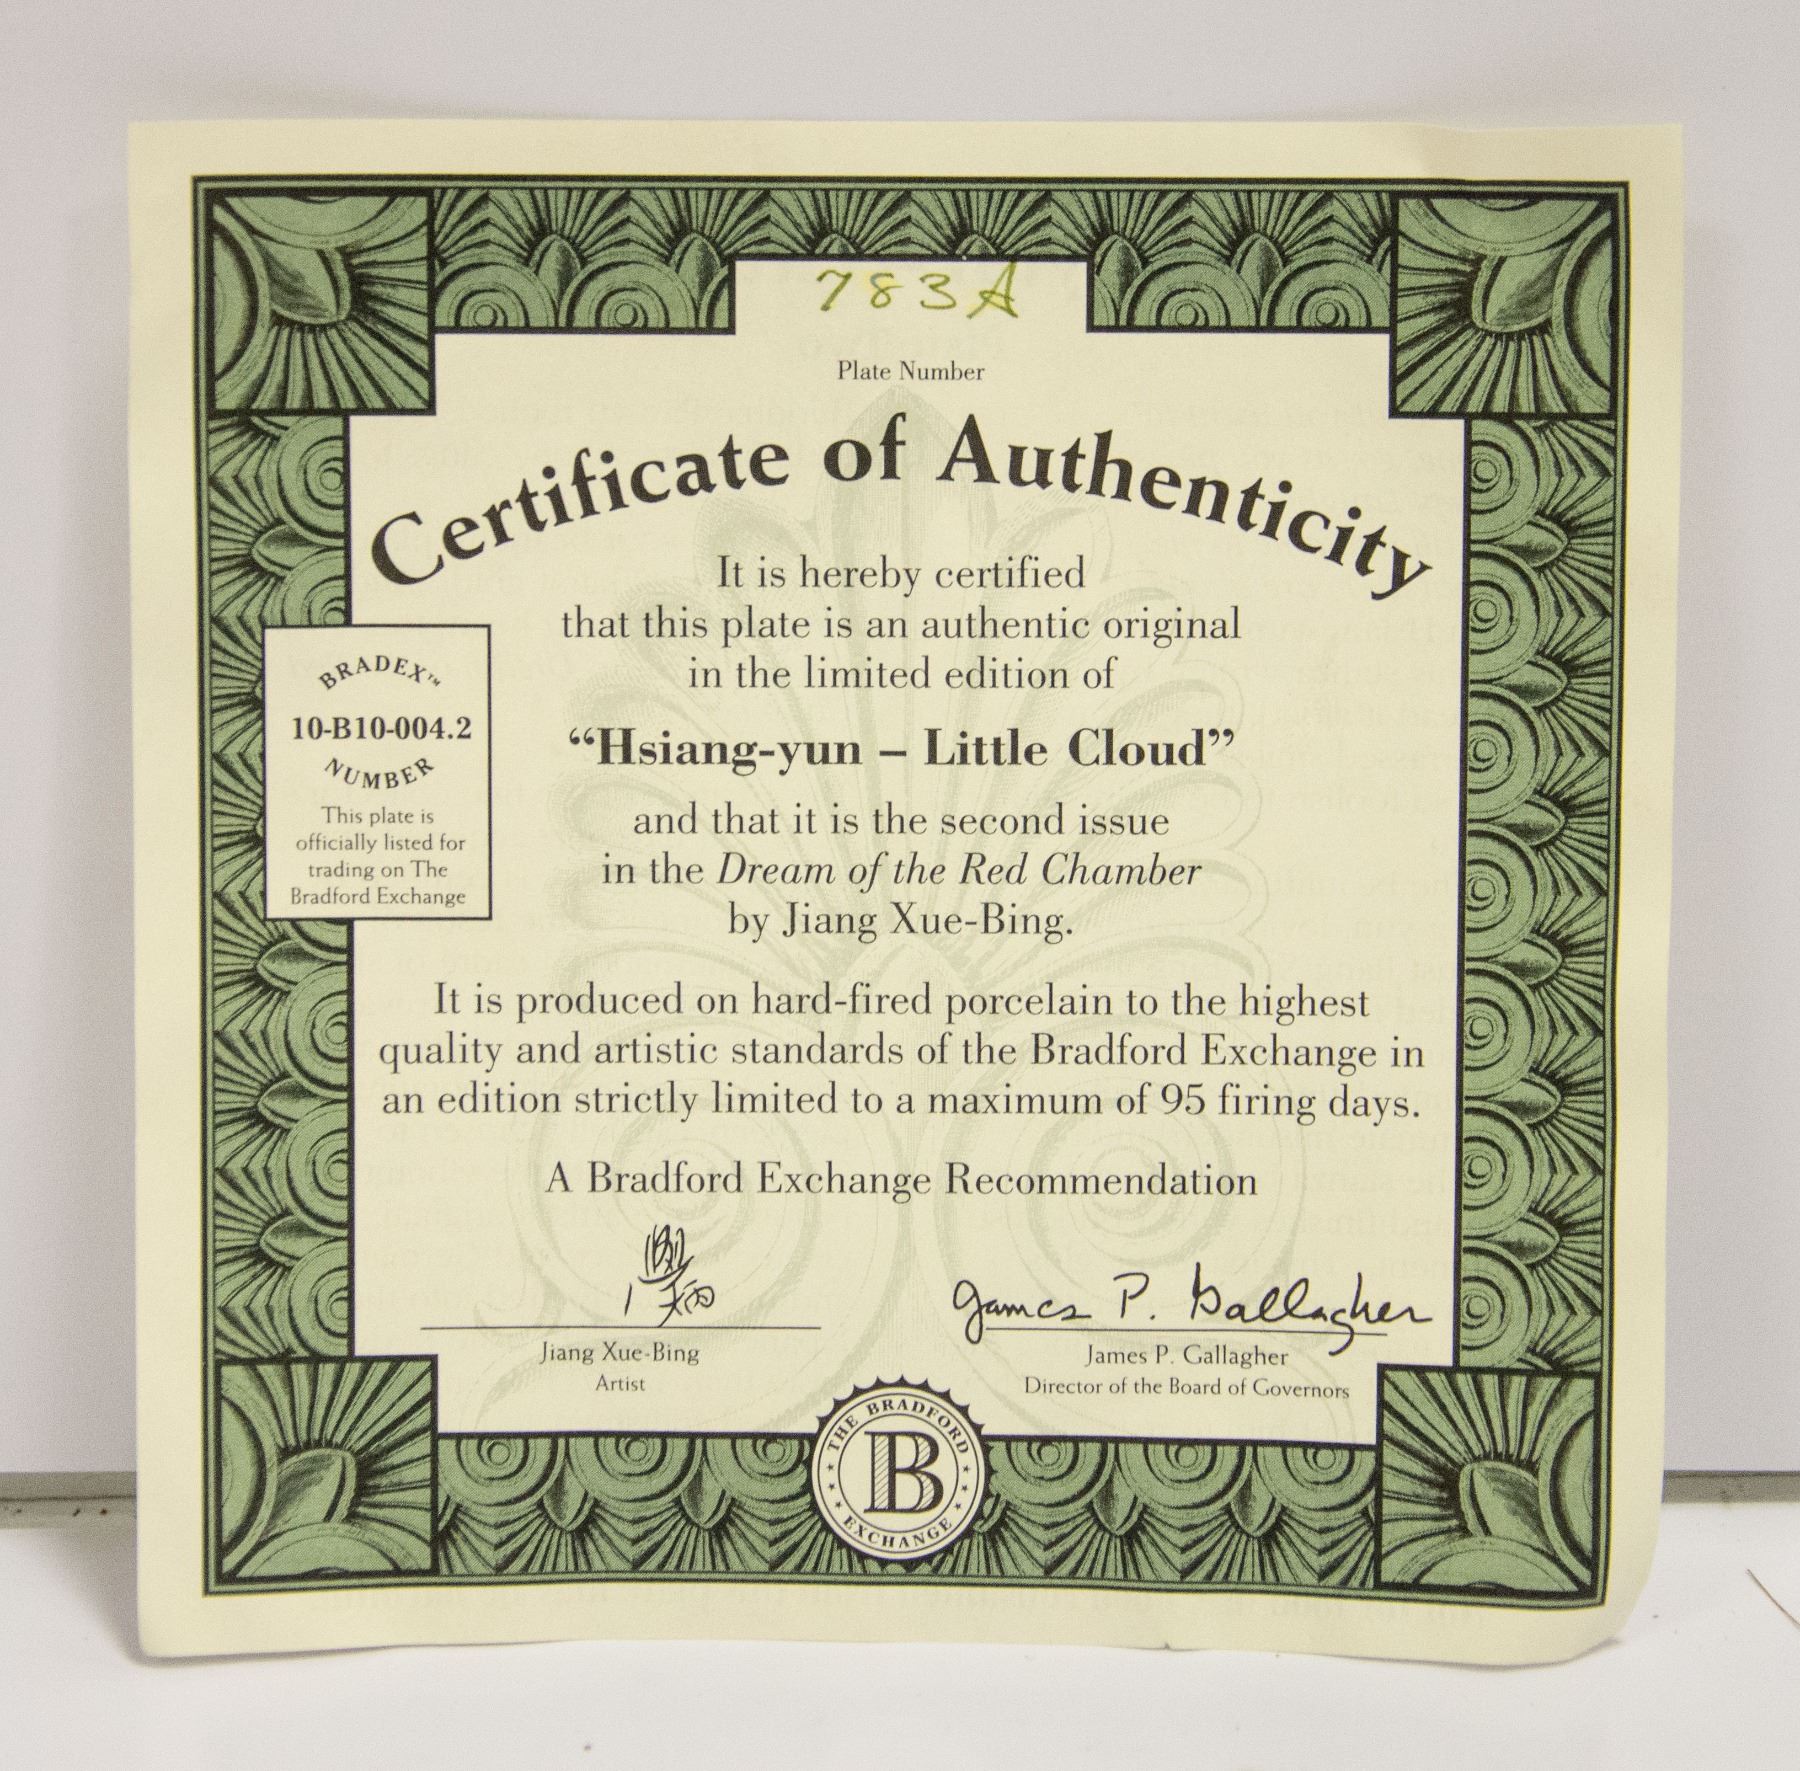 783A
Plate Number
Certificate of Authenticity
It is hereby certified
that this plate is an authentic original
in the limited edition of
“Hsiang-yun – Little Cloud”
and that it is the second issue
in the Dream of the Red Chamber
by Jiang Xue-Bing.
BRADEX™
10-B10-004.2
NUMBER
This plate is
officially listed for
trading on The
Bradford Exchange
It is produced on hard-fired porcelain to the highest
quality and artistic standards of the Bradford Exchange in
an edition strictly limited to a maximum of 95 firing days.
A Bradford Exchange Recommendation
James P. Gallagher
Jiang Xue-Bing
Artist
James P. Gallagher
Director of the Board of Governors
THE BRADFORD
B
EXCHANGE